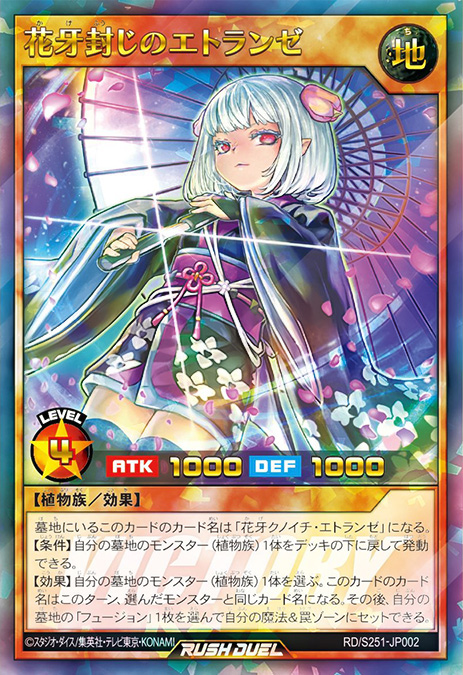 花牙封じのエトランゼ
地
LEVEL
4
ATK 1000 DEF 1000
【植物族／効果】
墓地にいるこのカードのカード名は「花牙クノイチ・エトランゼ」になる。
【条件】自分の墓地のモンスター(植物族)1体をデッキの下に戻して発動
できる。
【効果】自分の墓地のモンスター(植物族)1体を選ぶ。このカードのカード
名はこのターン、選んだモンスターと同じカード名になる。その後、自分の
墓地の「フュージョン」1枚を選んで自分の魔法&罠ゾーンにセットできる。
©スタジオ・ダイス/集英社・テレビ東京・KONAMI
RUSH DUEL
RD/S251-JP002